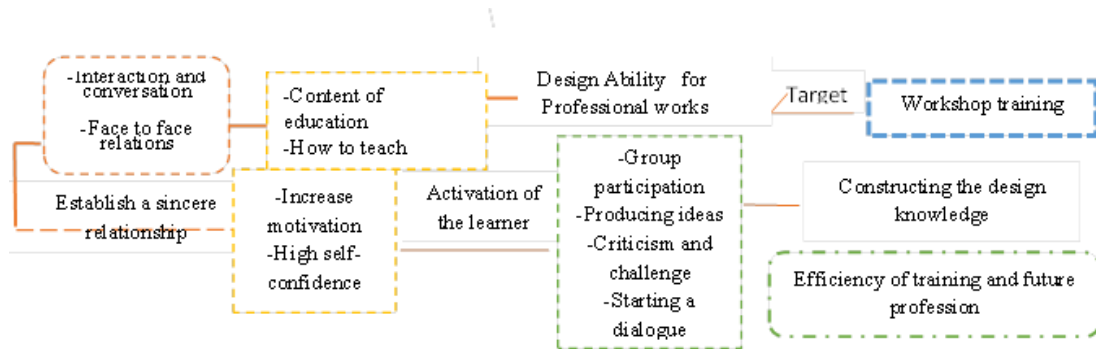 -Interaction and
conversation
-Face to face
relations
-Content of
education
-How to teach
Design Ability for
Professional works
Target
Workshop training
Establish a sincere
relationship
-Increase
motivation
-High self-
confidence
Activation of
the learner
-Group
participation
-Producing ideas
-Criticism and
challenge
-Starting a
dialogue
Constructing the design
knowledge
Efficiency of training and future
profession